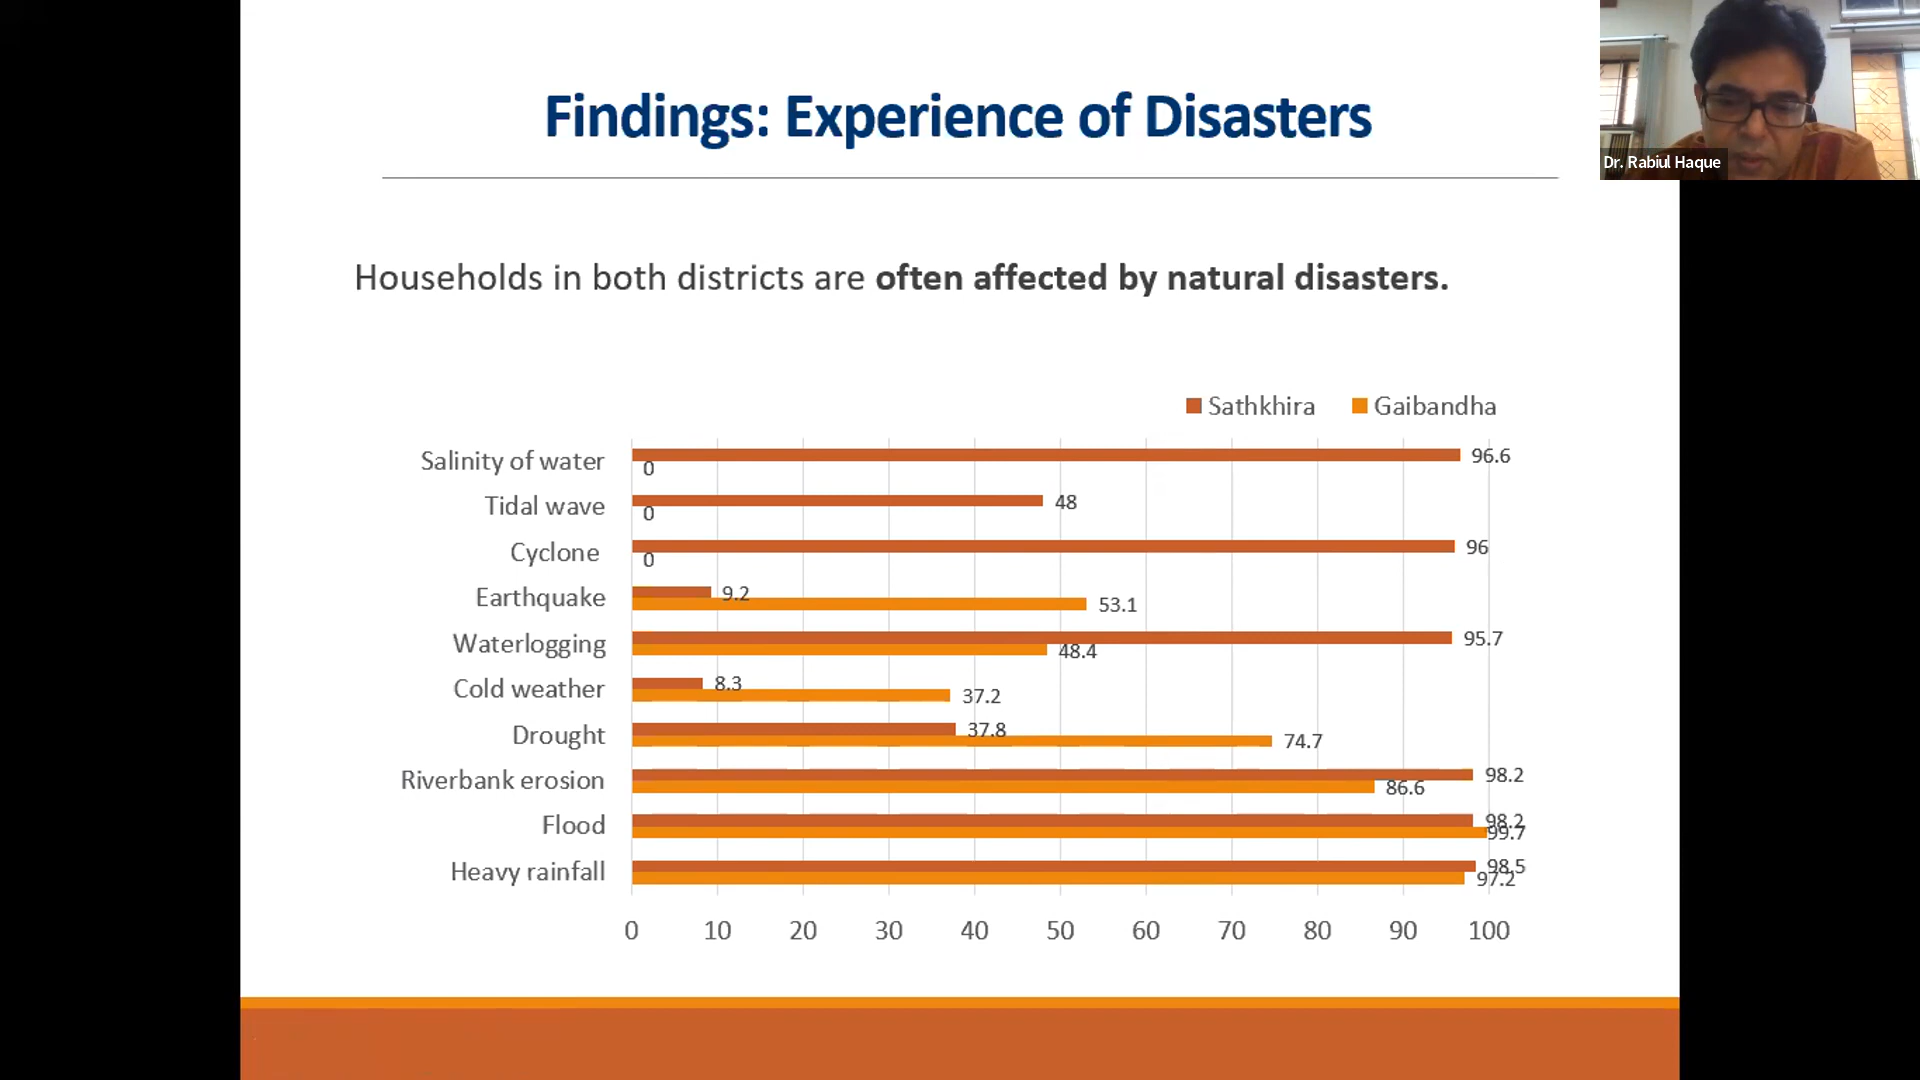 Findings: Experience of Disasters
Dr. Rabiul Haque
Households in both districts are often affected by natural disasters.
Sathkhira Gaibandha
Salinity of water 96.6
0
Tidal wave 48
0
Cyclone 96
0
Earthquake 9.2
53.1
Waterlogging 95.7
48.4
Cold weather 8.3
37.2
Drought 37.8
74.7
Riverbank erosion 98.2
86.6
Flood 98.2
99.7
Heavy rainfall 98.5
97.2
0 10 20 30 40 50 60 70 80 90 100